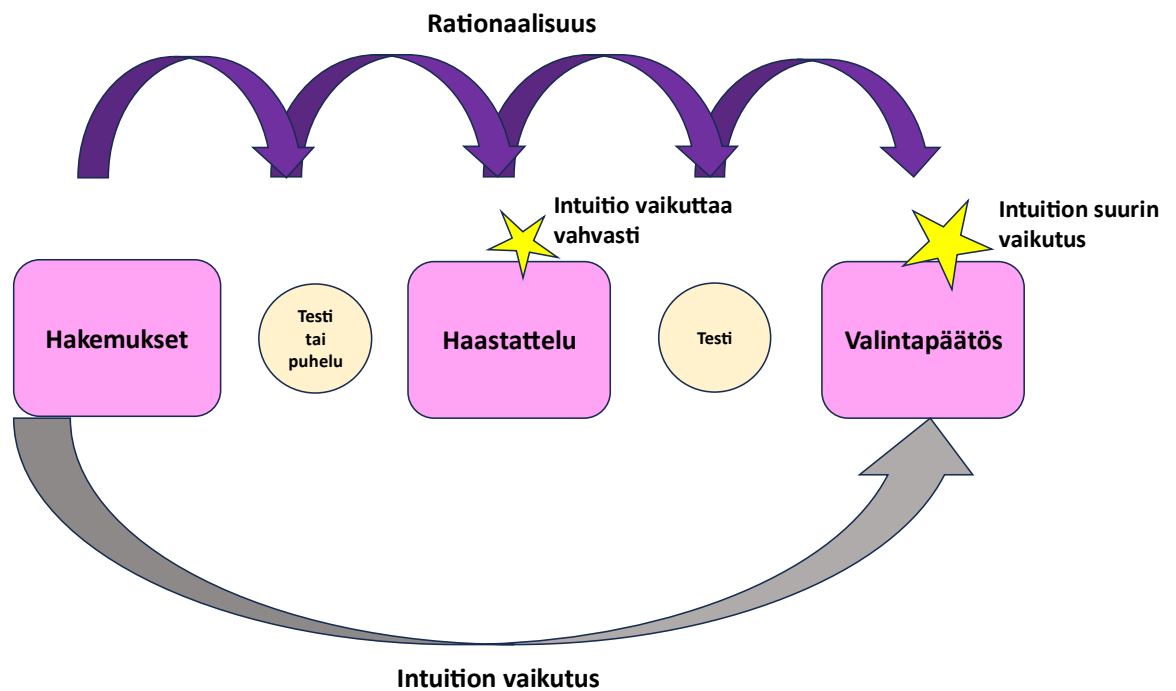 Rationaalisuus
Intuitio vaikuttaa
vahvasti
Intuition suurin
vaikutus
Hakemukset
Testi
tai
puhelu
Haastattelu
Testi
Valintapäätös
Intuition vaikutus